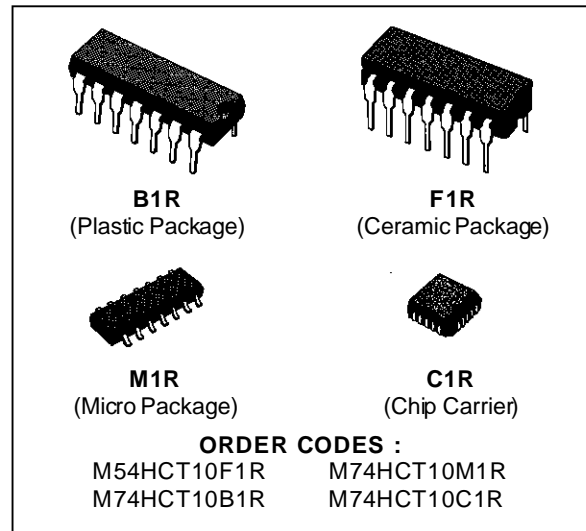 B1R
(Plastic Package)
F1R
(Ceramic Package)
M1R
(Micro Package)
C1R
(Chip Carrier)
ORDER CODES :
M54HCT10F1R M74HCT10M1R
M74HCT10B1R M74HCT10C1R